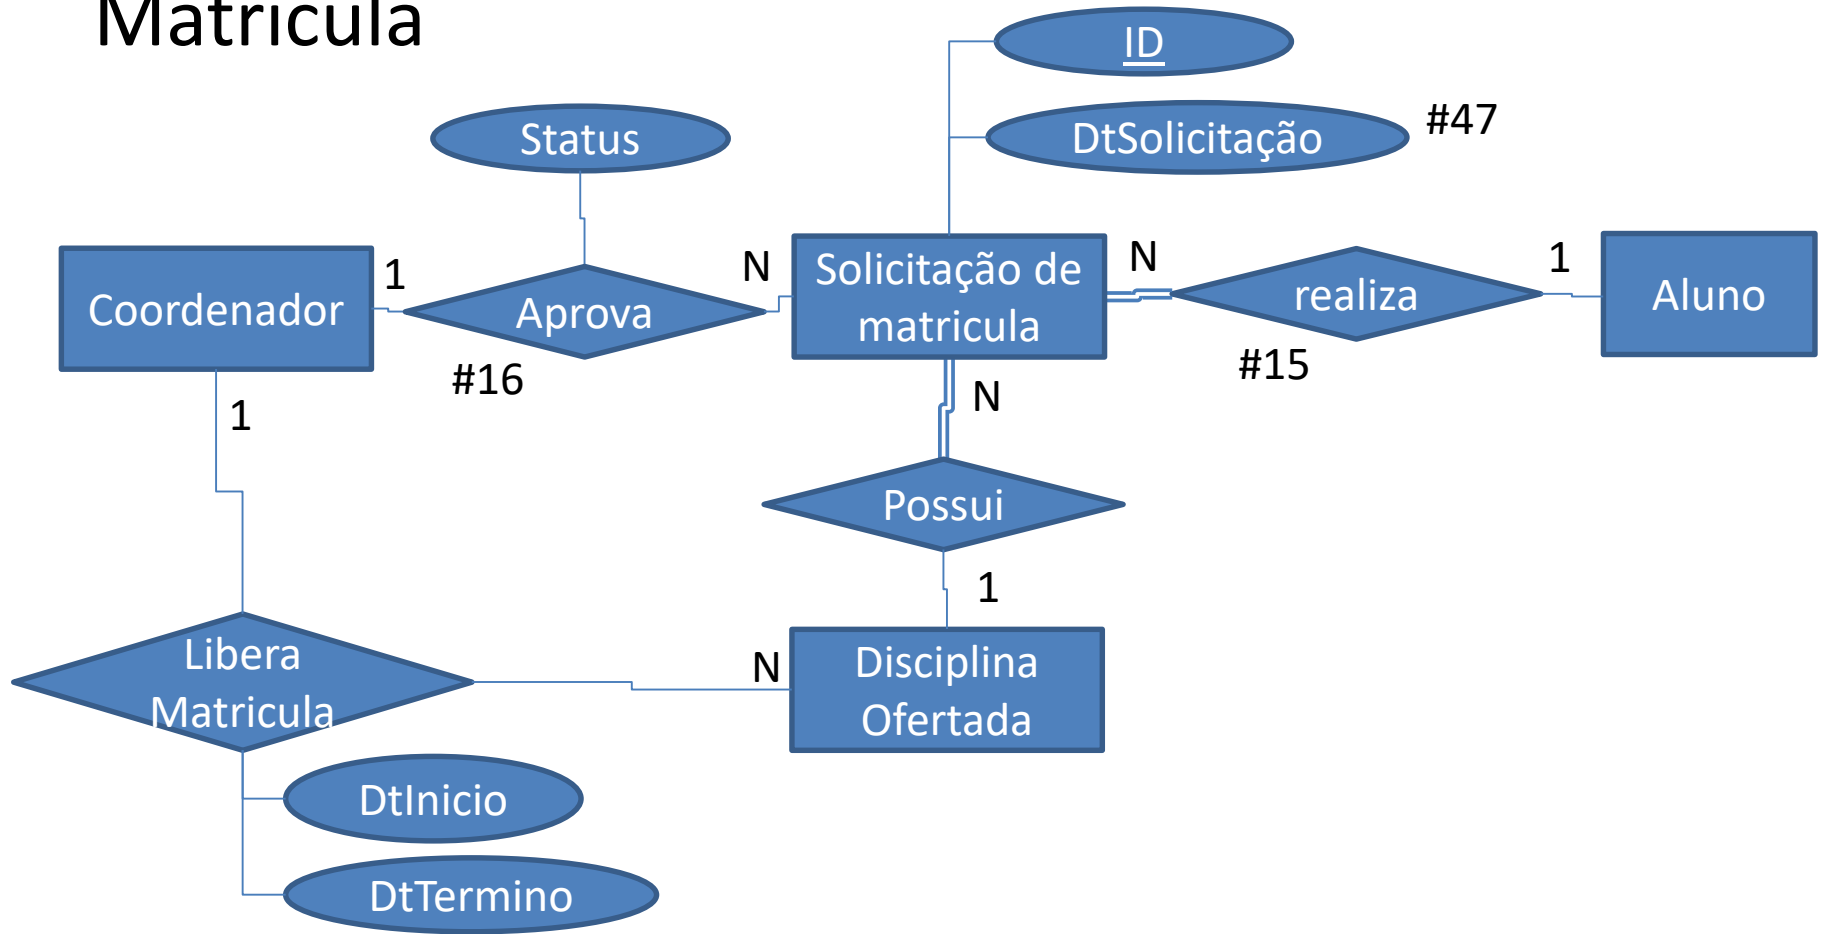 Matricula
ID
DtSolicitação
#47
Status
Coordenador
1
Aprova
#16
N
Solicitação de
matricula
N
realiza
#15
1
Aluno
1
N
Possui
1
Libera
Matricula
N
Disciplina
Ofertada
DtInicio
DtTermino